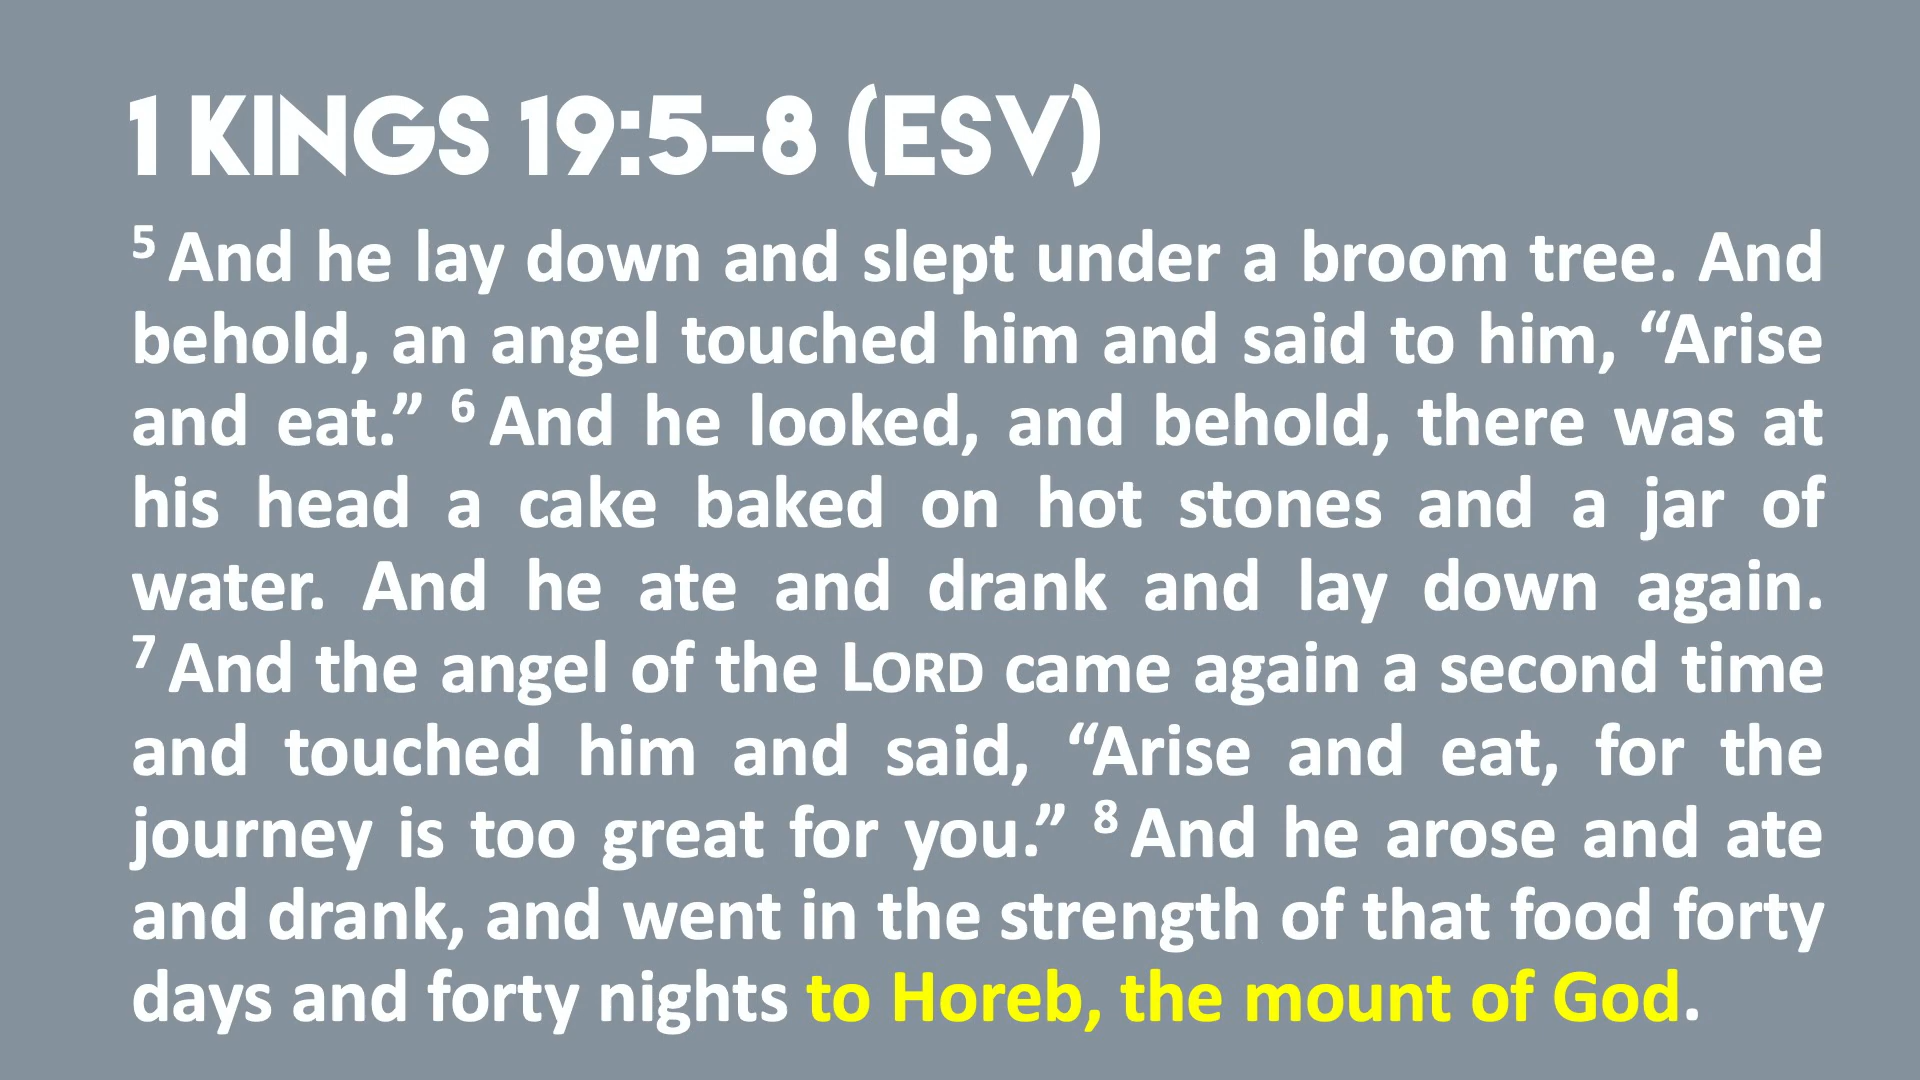 1 KINGS 19:5–8 (ESV)
5 And he lay down and slept under a broom tree. And
behold, an angel touched him and said to him, “Arise
and eat.” 6 And he looked, and behold, there was at
his head a cake baked on hot stones and a jar of
water. And he ate and drank and lay down again.
7 And the angel of the LORD came again a second time
and touched him and said, “Arise and eat, for the
journey is too great for you.” 8 And he arose and ate
and drank, and went in the strength of that food forty
days and forty nights to Horeb, the mount of God.